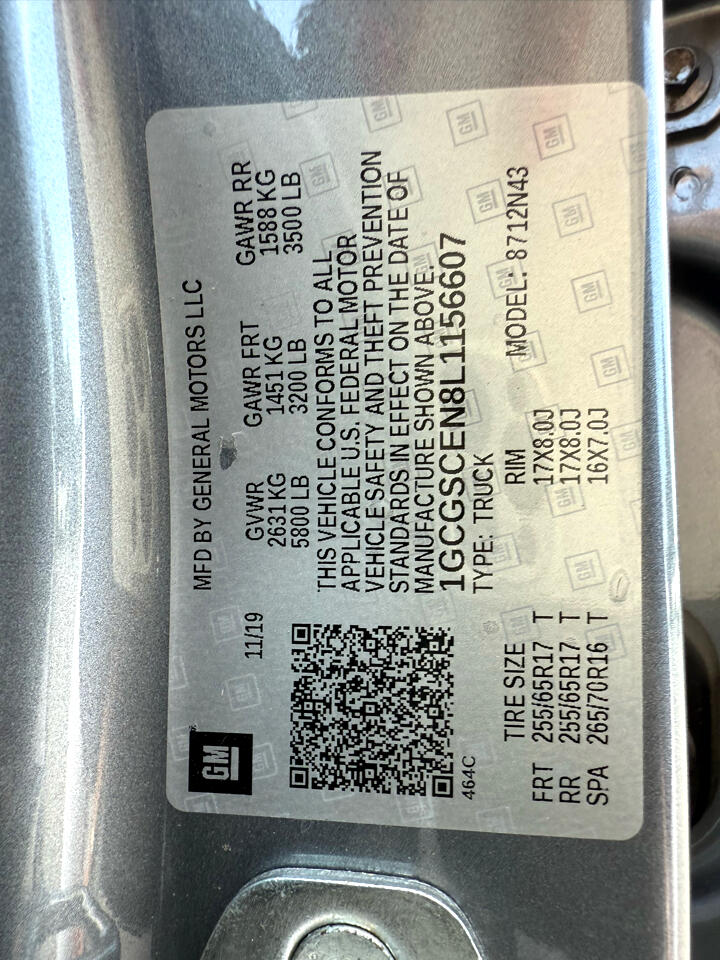 GM
MFD BY GENERAL MOTORS LLC
11/19
GVWR GAWR FRT GAWR RR
2631 KG 1451 KG 1588 KG
5800 LB 3200 LB 3500 LB
THIS VEHICLE CONFORMS TO ALL
APPLICABLE U.S. FEDERAL MOTOR
VEHICLE SAFETY AND THEFT PREVENTION
STANDARDS IN EFFECT ON THE DATE OF
MANUFACTURE SHOWN ABOVE.
1GCGSCEN8L1156607
464C
TYPE: TRUCK
MODEL: 8712N43
TIRE SIZE RIM
FRT 255/65R17 T 17X8.0J
RR 255/65R17 T 17X8.0J
SPA 265/70R16 T 16X7.0J